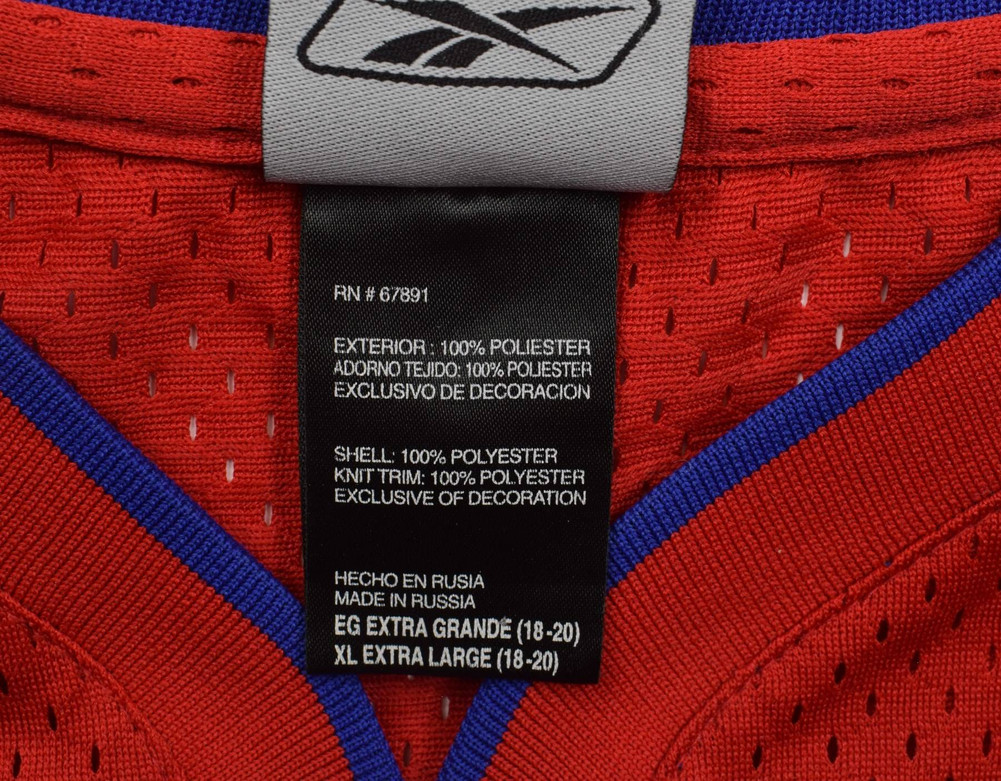 RN # 67891
EXTERIOR : 100% POLIESTER
ADORNO TEJIDO: 100% POLIESTER
EXCLUSIVO DE DECORACION
SHELL: 100% POLYESTER
KNIT TRIM: 100% POLYESTER
EXCLUSIVE OF DECORATION
HECHO EN RUSIA
MADE IN RUSSIA
EG EXTRA GRANDE (18-20)
XL EXTRA LARGE (18-20)